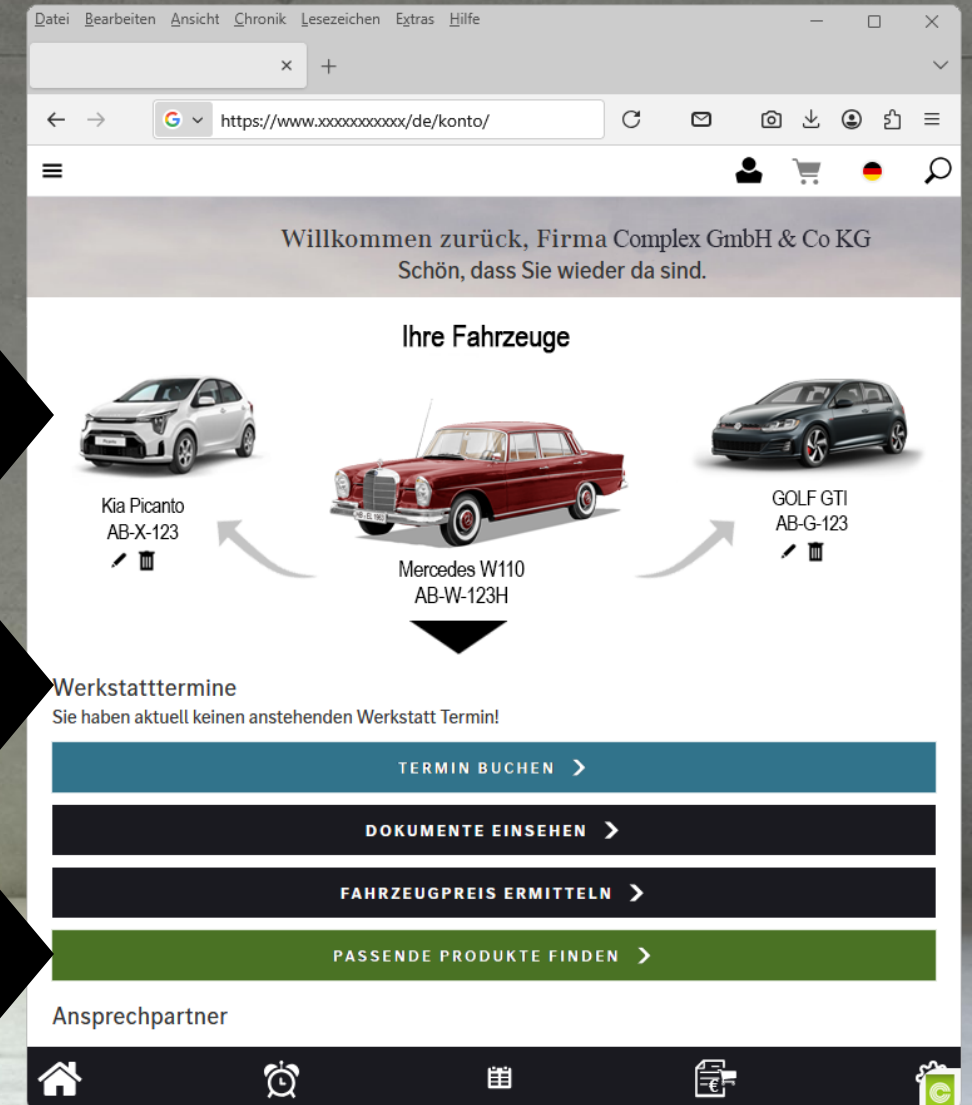 Datei Bearbeiten Ansicht Chronik Lesezeichen Extras Hilfe
https://www.xxxxxxxxxxx/de/konto/
Willkommen zurück, Firma Complex GmbH & Co KG
Schön, dass Sie wieder da sind.
Ihre Fahrzeuge
Kia Picanto
AB-X-123
Mercedes W110
AB-W-123H
GOLF GTI
AB-G-123
Werkstatttermine
Sie haben aktuell keinen anstehenden Werkstatt Termin!
TERMIN BUCHEN
DOKUMENTE EINSEHEN
FAHRZEUGPREIS ERMITTELN
PASSENDE PRODUKTE FINDEN
Ansprechpartner